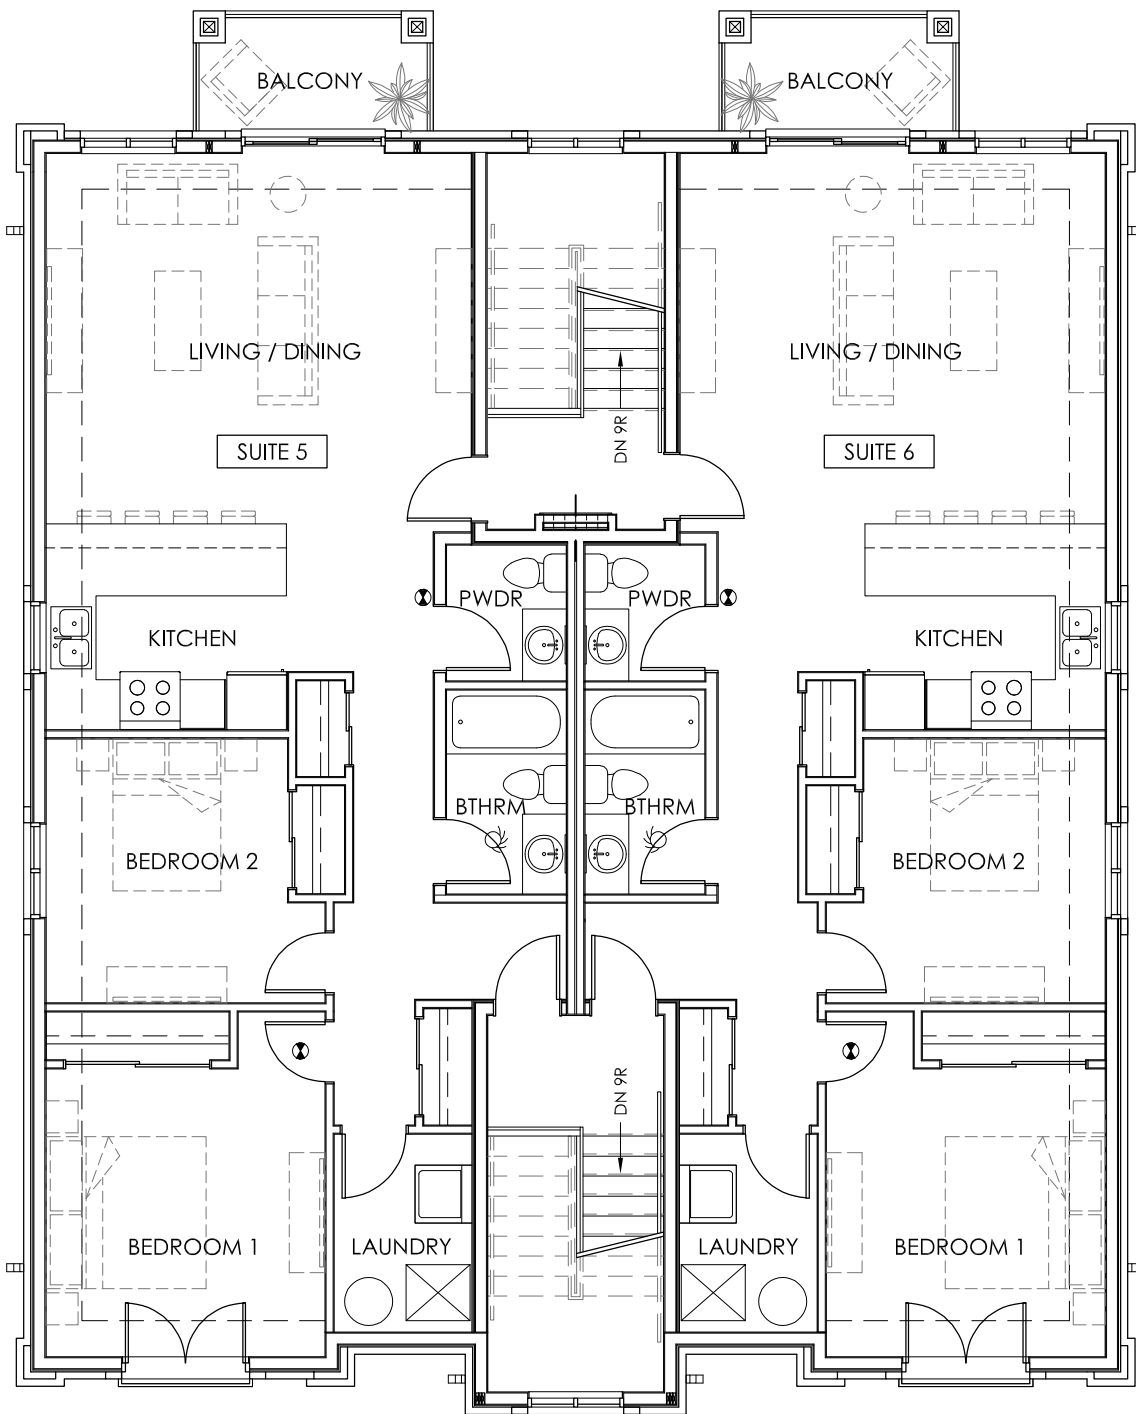 BALCONY
BALCONY
LIVING / DINING
LIVING / DINING
DN 9R
SUITE 5
SUITE 6
PWDR
PWDR
KITCHEN
KITCHEN
BTHRM
BTHRM
BEDROOM 2
BEDROOM 2
DN 9R
BEDROOM 1
LAUNDRY
LAUNDRY
BEDROOM 1